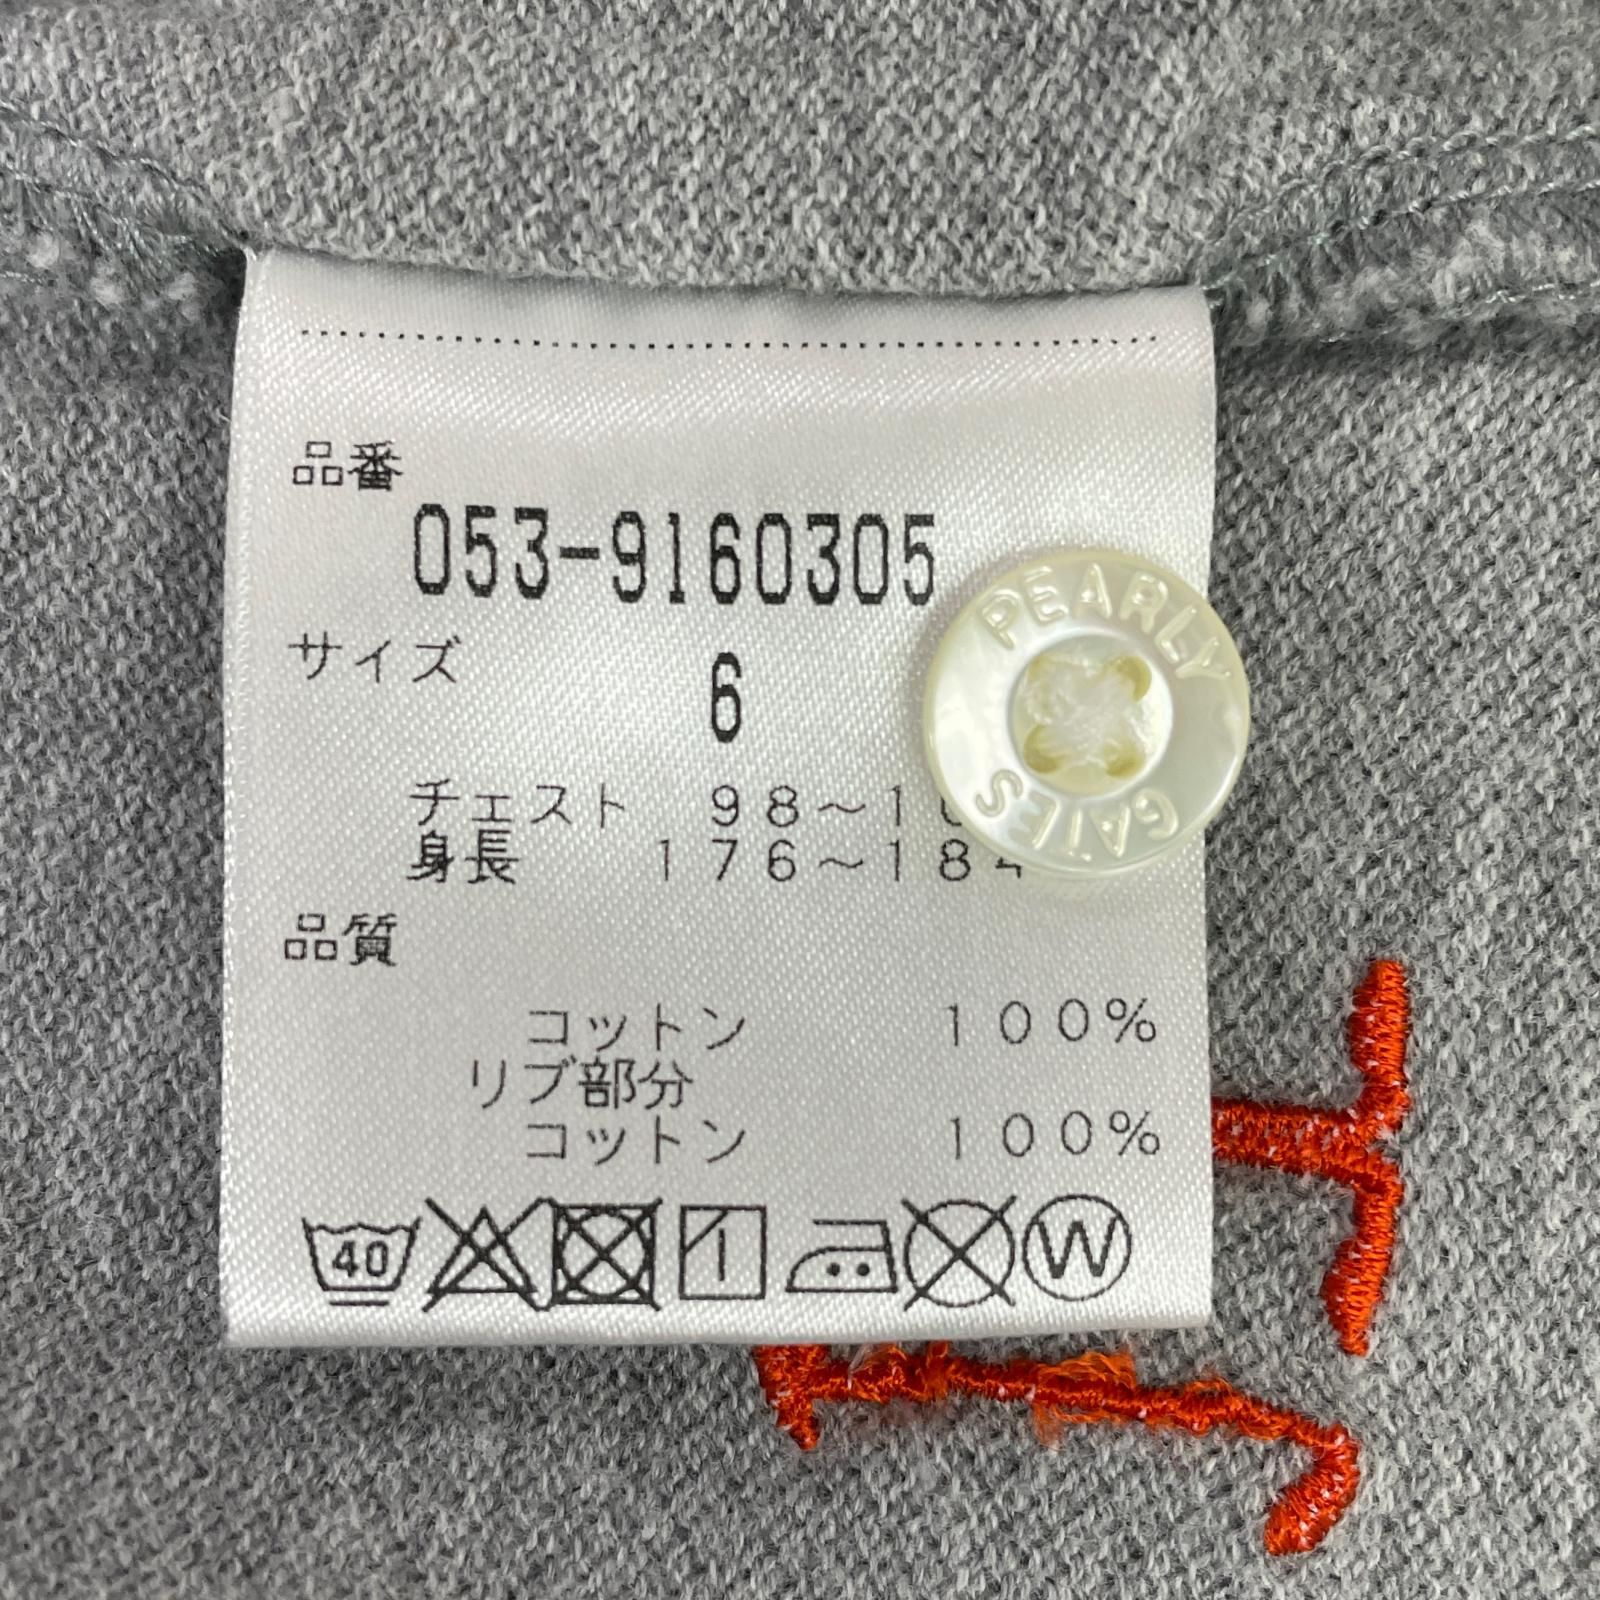 品番
053-9160305
サイズ
6
チェスト 98〜1
身長 176〜184
品質
コットン 100%
リブ部分
コットン 100%
40
W
PEARLY
GATES